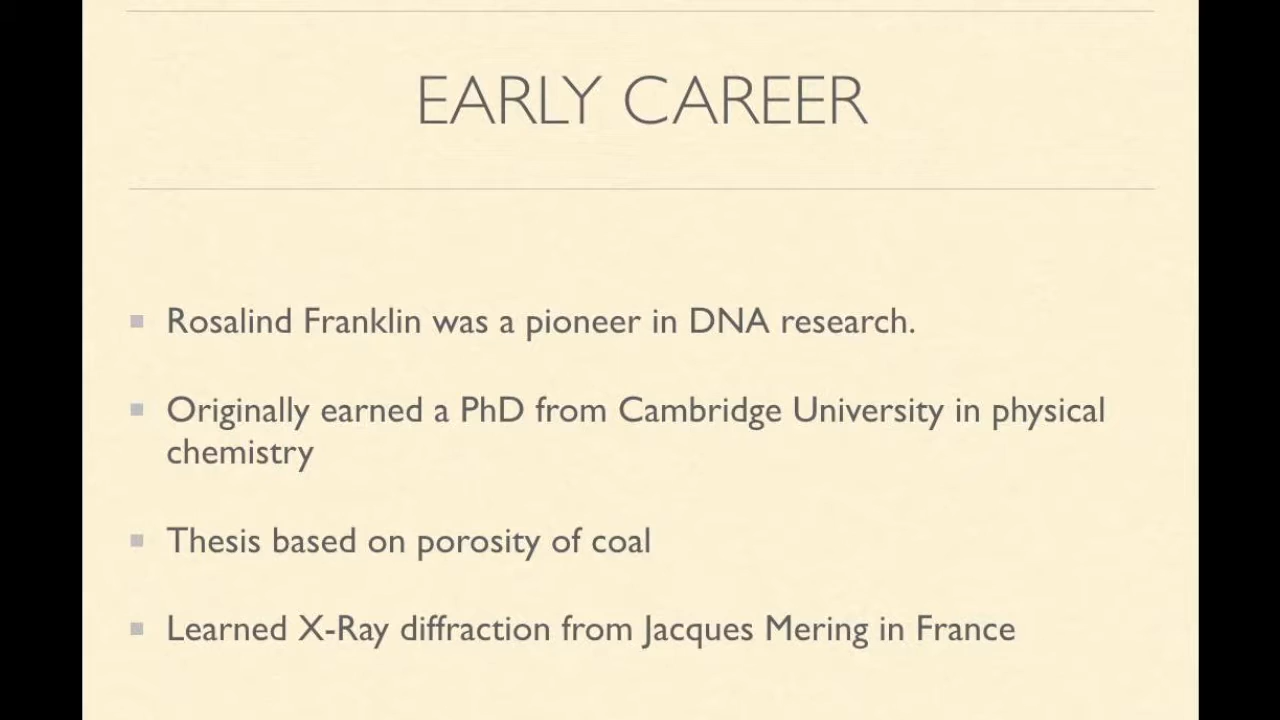 EARLY CAREER
Rosalind Franklin was a pioneer in DNA research.
Originally earned a PhD from Cambridge University in physical
chemistry
Thesis based on porosity of coal
Learned X-Ray diffraction from Jacques Mering in France